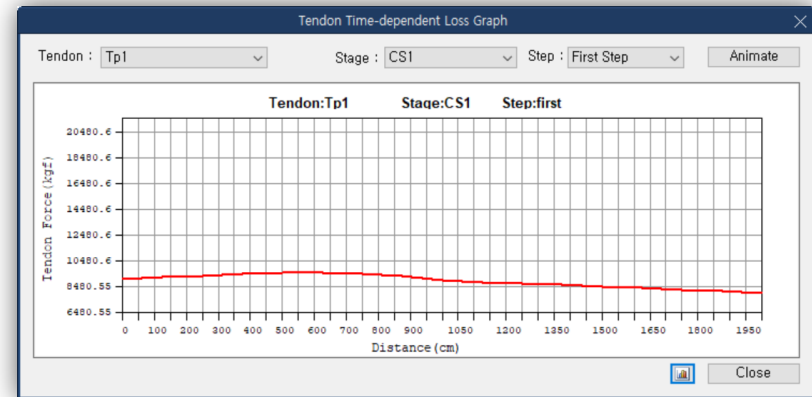 Tendon Time-dependent Loss Graph
Tendon : Tp1 Stage : CS1 Step : First Step Animate
Tendon:Tp1 Stage:CS1 Step:first
Tendon Force(kgf)
20480.6
18480.6
16480.6
14480.6
12480.6
10480.6
8480.55
6480.55
0 100 200 300 400 500 600 700 800 900 1050 1200 1350 1500 1650 1800 1950
Distance(cm)
Close